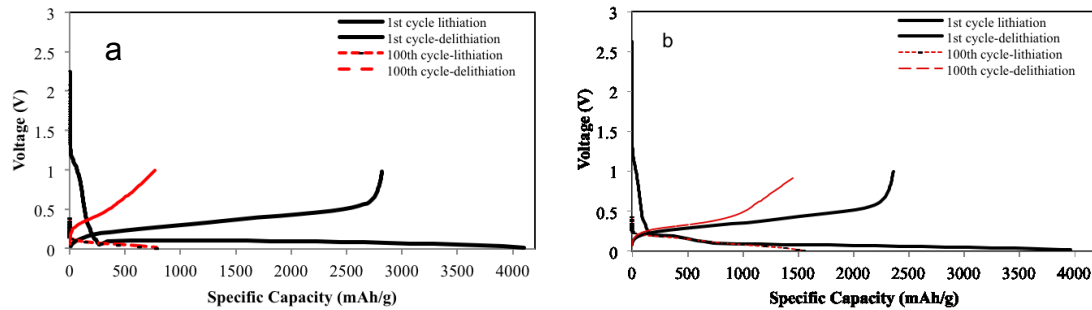 a
1st cycle lithiation
1st cycle-delithiation
100th cycle-lithiation
100th cycle-delithiation
Voltage (V)
3
2.5
2
1.5
1
0.5
0
0 500 1000 1500 2000 2500 3000 3500 4000
Specific Capacity (mAh/g)
b
1st cycle lithiation
1st cycle-delithiation
100th cycle-lithiation
100th cycle-delithiation
Voltage (V)
3
2.5
2
1.5
1
0.5
0
0 500 1000 1500 2000 2500 3000 3500 4000
Specific Capacity (mAh/g)